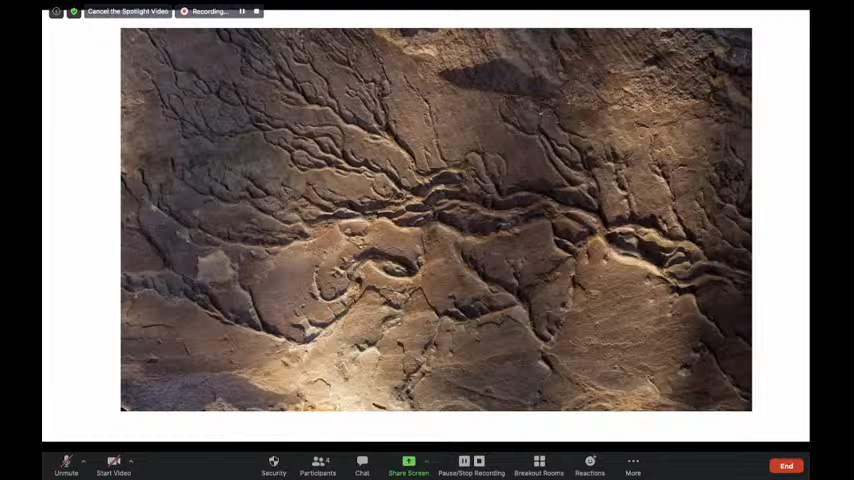 Cancel the Spotlight Video
Recording...
Unmute
Start Video
Security
Participants
4
Chat
Share Screen
Pause/Stop Recording
Breakout Rooms
Reactions
More
End